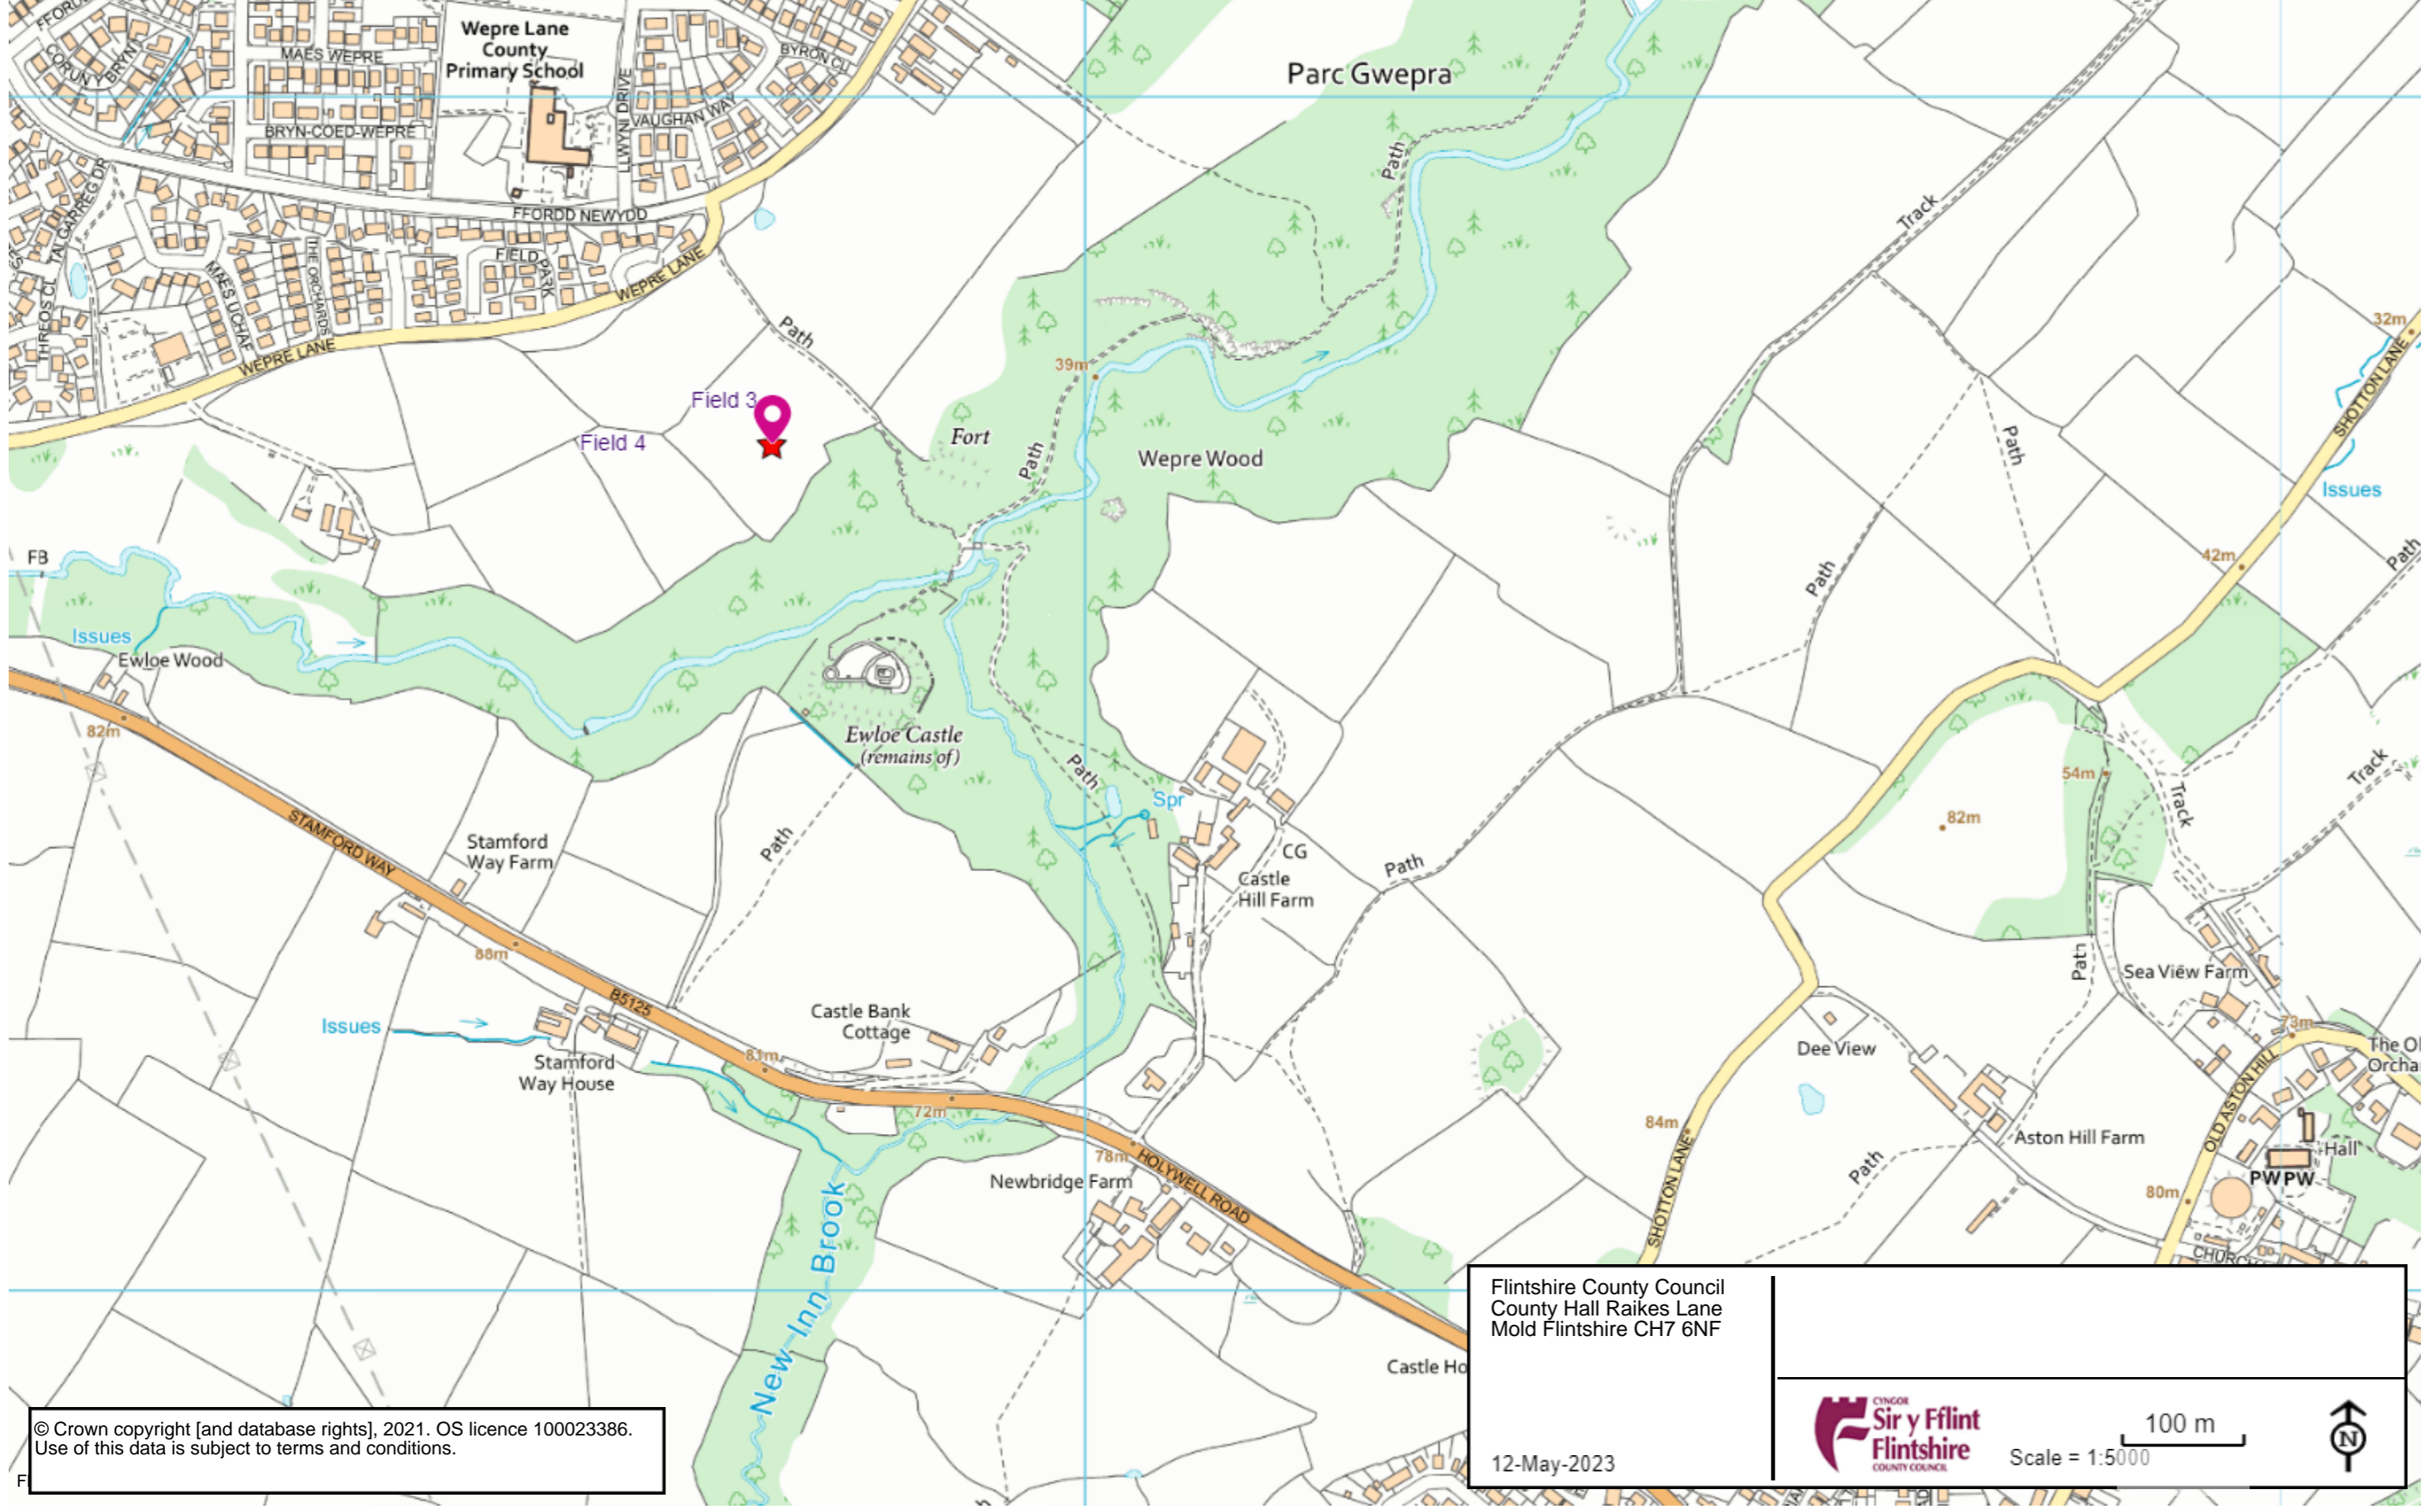 Wepre Lane
County
Primary School
MAES WEPRE
CORUN Y BRYN
BRYN-COED-WEPRE
LLWYNI DRIVE
BYRON CL
VAUGHAN WAY
Parc Gwepra
Path
TALGARREG DR
FFORDD NEWYDD
FIELD PARK
THE ORCHARDS
MAES UCHAF
WEPRE LANE
WEPRE LANE
Track
32m
SHOTTON LANE
Path
39m
Field 3
Field 4
Fort
Path
Wepre Wood
Path
Issues
42m
Path
Path
FB
Issues
Ewloe Wood
82m
Ewloe Castle
(remains of)
Path
Spr
STAMFORD WAY
Stamford
Way Farm
Path
88m
CG
Castle
Hill Farm
Path
54m
82m
Track
Track
Path
Sea View Farm
B5125
Issues
Stamford
Way House
Castle Bank
Cottage
81m
72m
78m
HOLYWELL ROAD
Newbridge Farm
Dee View
73m
84m
SHOTTON LANE
Path
Aston Hill Farm
OLD ASTON HILL
Hall
PW PW
80m
New Inn Brook
Flintshire County Council
County Hall Raikes Lane
Mold Flintshire CH7 6NF
12-May-2023
CYNGOR
Sir y Fflint
Flintshire
COUNTY COUNCIL
100 m
Scale = 1:5000
N
© Crown copyright [and database rights], 2021. OS licence 100023386.
Use of this data is subject to terms and conditions.